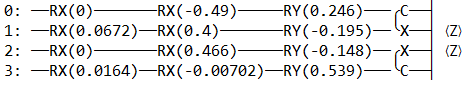 0: ──RX(0)───────RX(-0.49)─────RY(0.246)──╭C──┤
1: ──RX(0.0672)──RX(0.4)───────RY(-0.195)─╰X──┤ ⟨Z⟩
2: ──RX(0)───────RX(0.466)─────RY(-0.148)─╭X──┤ ⟨Z⟩
3: ──RX(0.0164)──RX(-0.00702)──RY(0.539)──╰C──┤